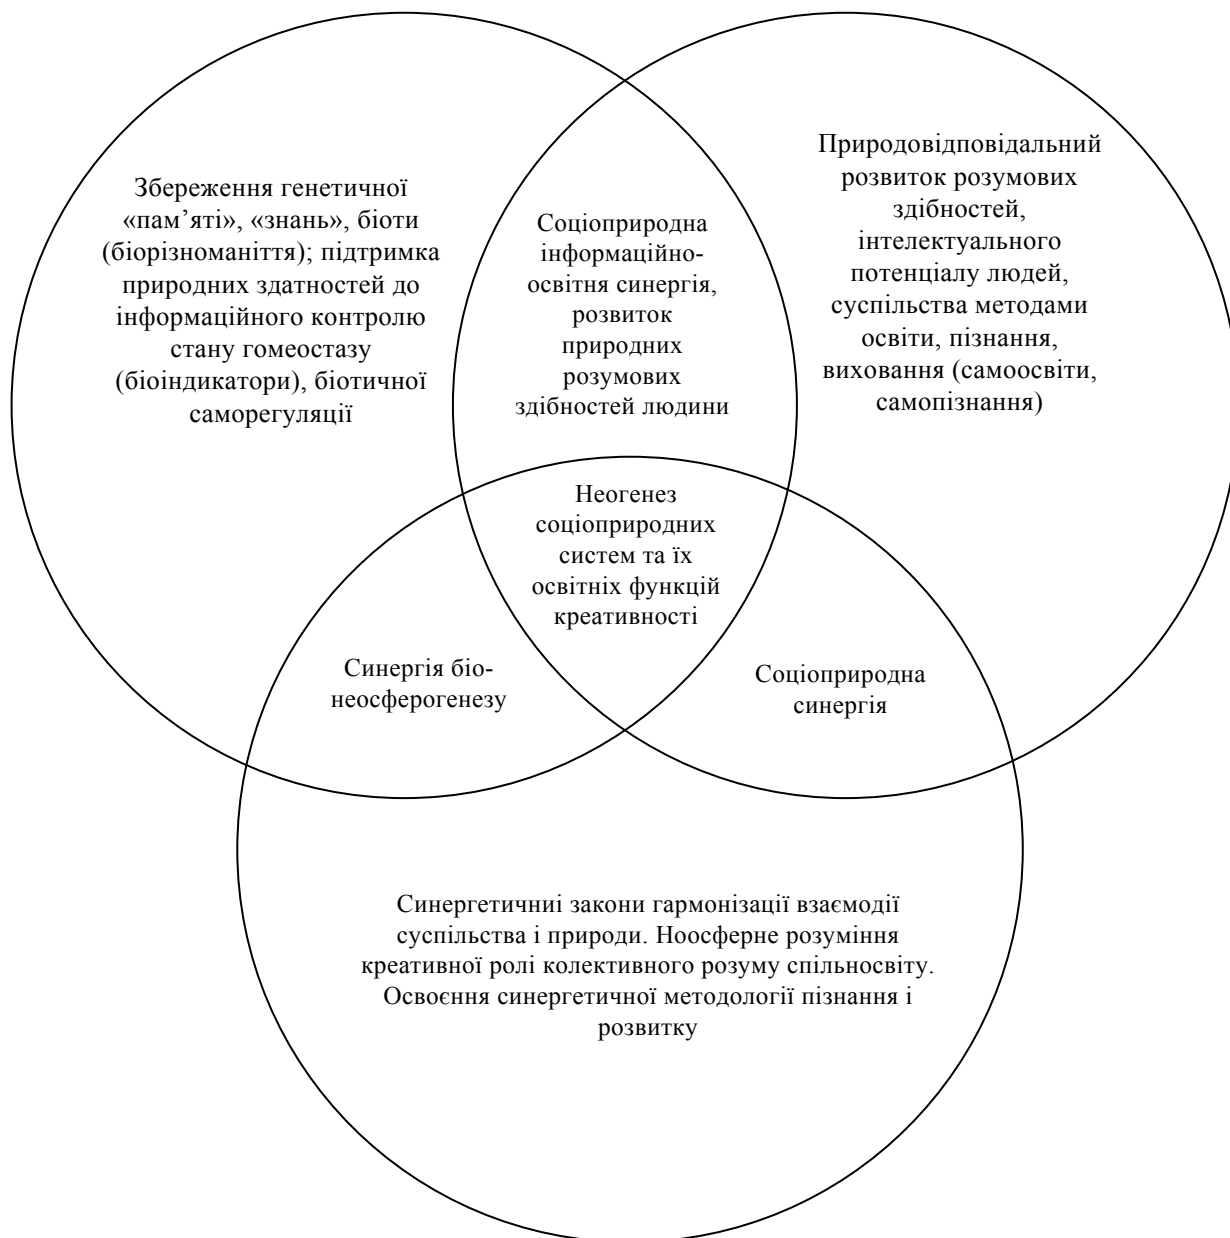 Збереження генетичної
«пам’яті», «знань», біоти
(біорізноманіття); підтримка
природних здатностей до
інформаційного контролю
стану гомеостазу
(біоіндикатори), біотичної
саморегуляції
Соціоприродна
інформаційно-
освітня синергія,
розвиток
природних
розумових
здібностей людини
Природовідповідальний
розвиток розумових
здібностей,
інтелектуального
потенціалу людей,
суспільства методами
освіти, пізнання,
виховання (самоосвіти,
самопізнання)
Неогенез
соціоприродних
систем та їх
освітніх функцій
креативності
Синергія біо-
неосферогенезу
Соціоприродна
синергія
Синергетичниі закони гармонізації взаємодії
суспільства і природи. Ноосферне розуміння
креативної ролі колективного розуму спільносвіту.
Освоєння синергетичної методології пізнання і
розвитку